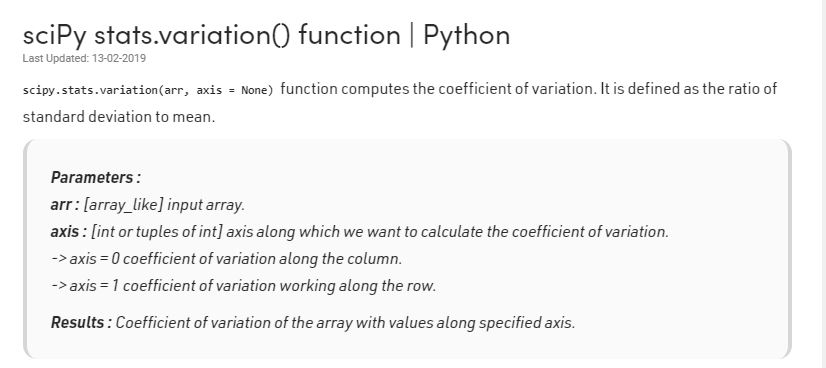 sciPy stats.variation() function | Python
Last Updated: 13-02-2019
scipy.stats.variation(arr, axis = None) function computes the coefficient of variation. It is defined as the ratio of
standard deviation to mean.
Parameters :
arr : [array_like] input array.
axis : [int or tuples of int] axis along which we want to calculate the coefficient of variation.
-> axis = 0 coefficient of variation along the column.
-> axis = 1 coefficient of variation working along the row.
Results : Coefficient of variation of the array with values along specified axis.